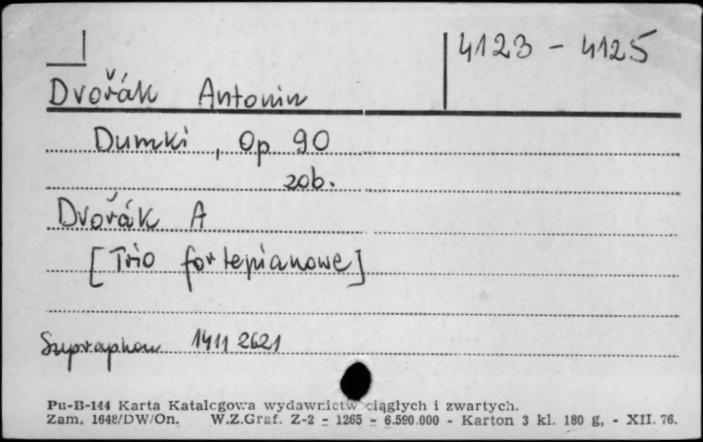 4123 - 4125
Dvořák Antonin
Dumki, Op 90
zob.
Dvořák A
[Trio fortepianowe]
Supraphon 1411 2621
Pu-B-144 Karta Katalogowa wydawnictw ciągłych i zwartych.
Zam. 1648/DW/On. W.Z.Graf. Z-2 - 1265 - 6.590.000 - Karton 3 kl. 180 g. - XII. 76.